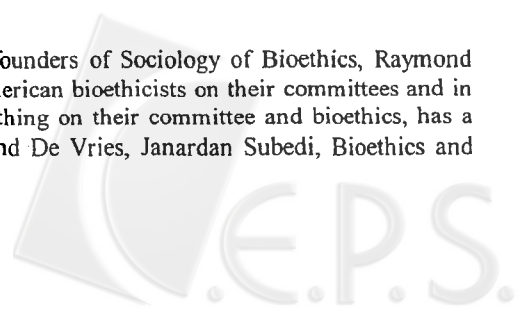 ounders of Sociology of Bioethics, Raymond
erican bioethicists on their committees and in
thing on their committee and bioethics, has a
nd De Vries, Janardan Subedi, Bioethics and
C.E.P.S.